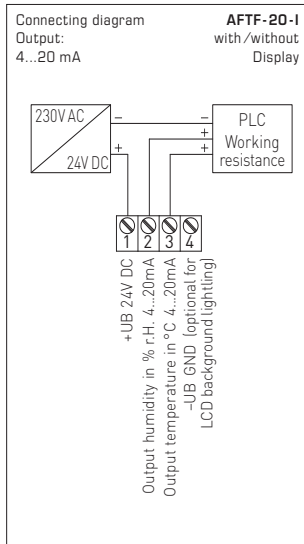 Connecting diagram
Output:
4...20 mA
AFTF-20-I
with/without
Display
230V AC
24V DC
–
+
–
+
+
PLC
Working
resistance
1
2
3
4
+UB 24V DC
Output humidity in % r.H. 4...20mA
Output temperature in °C 4...20mA
–UB GND (optional for
LCD background lightling)